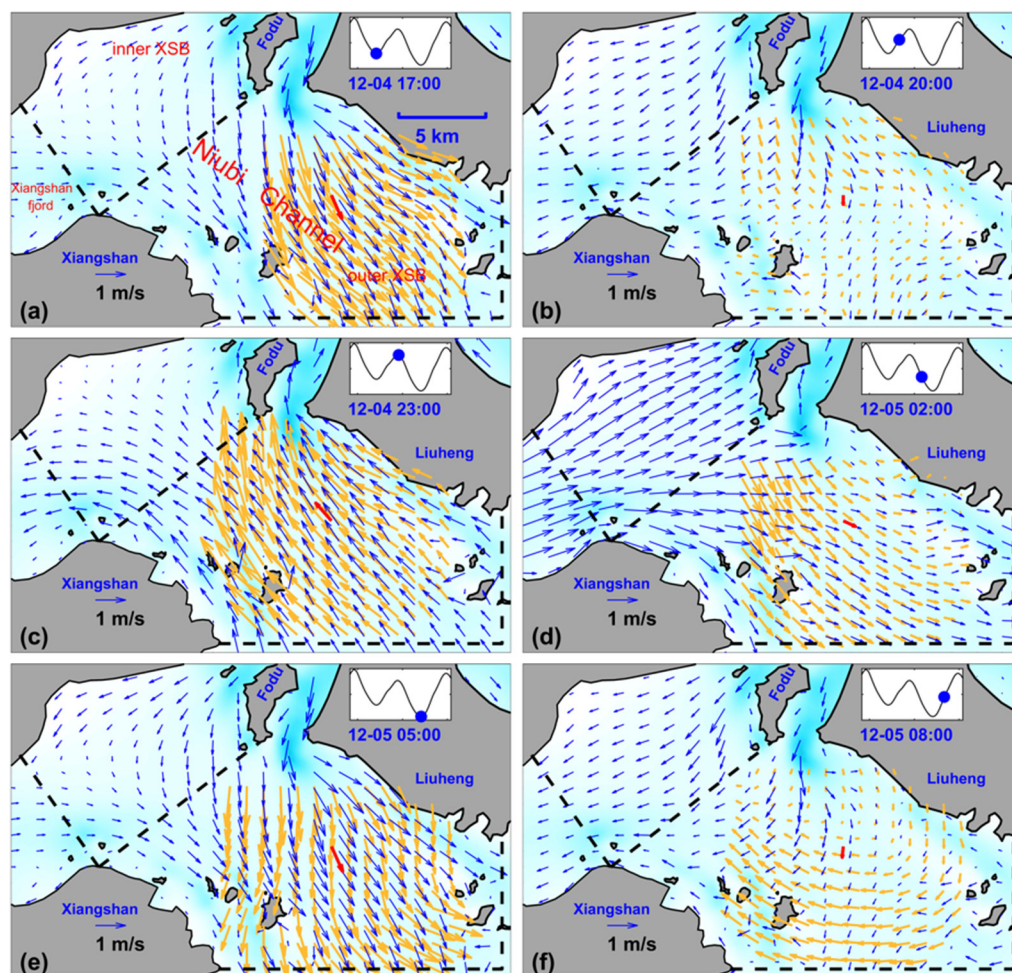 inner XSB
Fodu
12-04 17:00
5 km
Liuheng
Niubi
Channel
Xiangshan
fjord
outer XSB
Xiangshan
1 m/s
(a)
Fodu
12-04 20:00
Liuheng
Xiangshan
1 m/s
(b)
Fodu
12-04 23:00
Liuheng
Xiangshan
1 m/s
(c)
Fodu
12-05 02:00
Liuheng
Xiangshan
1 m/s
(d)
Fodu
12-05 05:00
Liuheng
Xiangshan
1 m/s
(e)
Fodu
12-05 08:00
Liuheng
Xiangshan
1 m/s
(f)